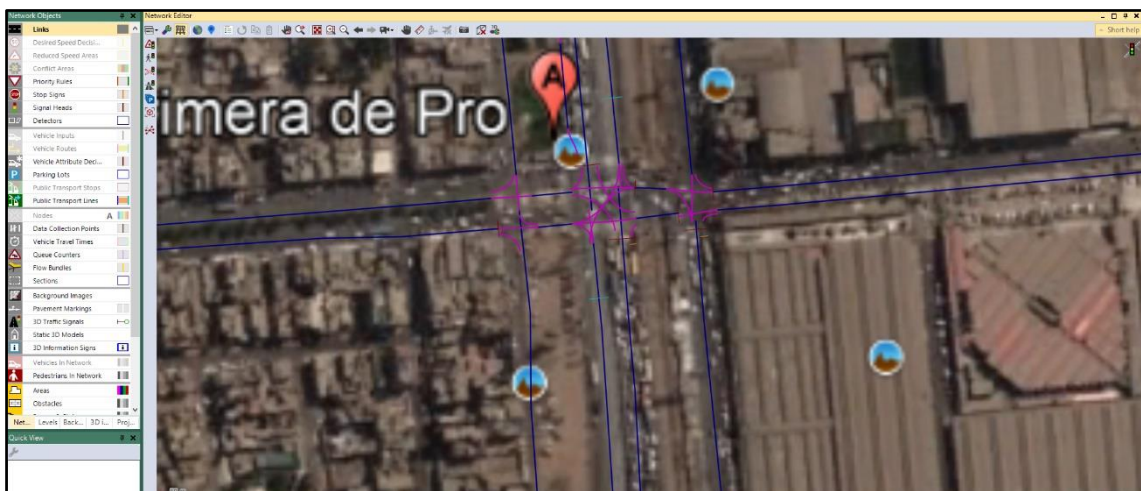 Network Objects
Network Editor
Links
Short help
Desired Speed Decisi...
Reduced Speed Areas
Conflict Areas
Priority Rules
Stop Signs
Signal Heads
Detectors
Vehicle Inputs
Vehicle Routes
Vehicle Attribute Deci...
Parking Lots
Public Transport Stops
Public Transport Lines
Nodes A
Data Collection Points
Vehicle Travel Times
Queue Counters
Flow Bundles
Sections
Background Images
Pavement Markings
3D Traffic Signals
Static 3D Models
3D Information Signs
Vehicles In Network
Pedestrians In Network
Areas
Obstacles
Net... Levels Back... 3D i... Proj...
Quick View
A
imera de Pro